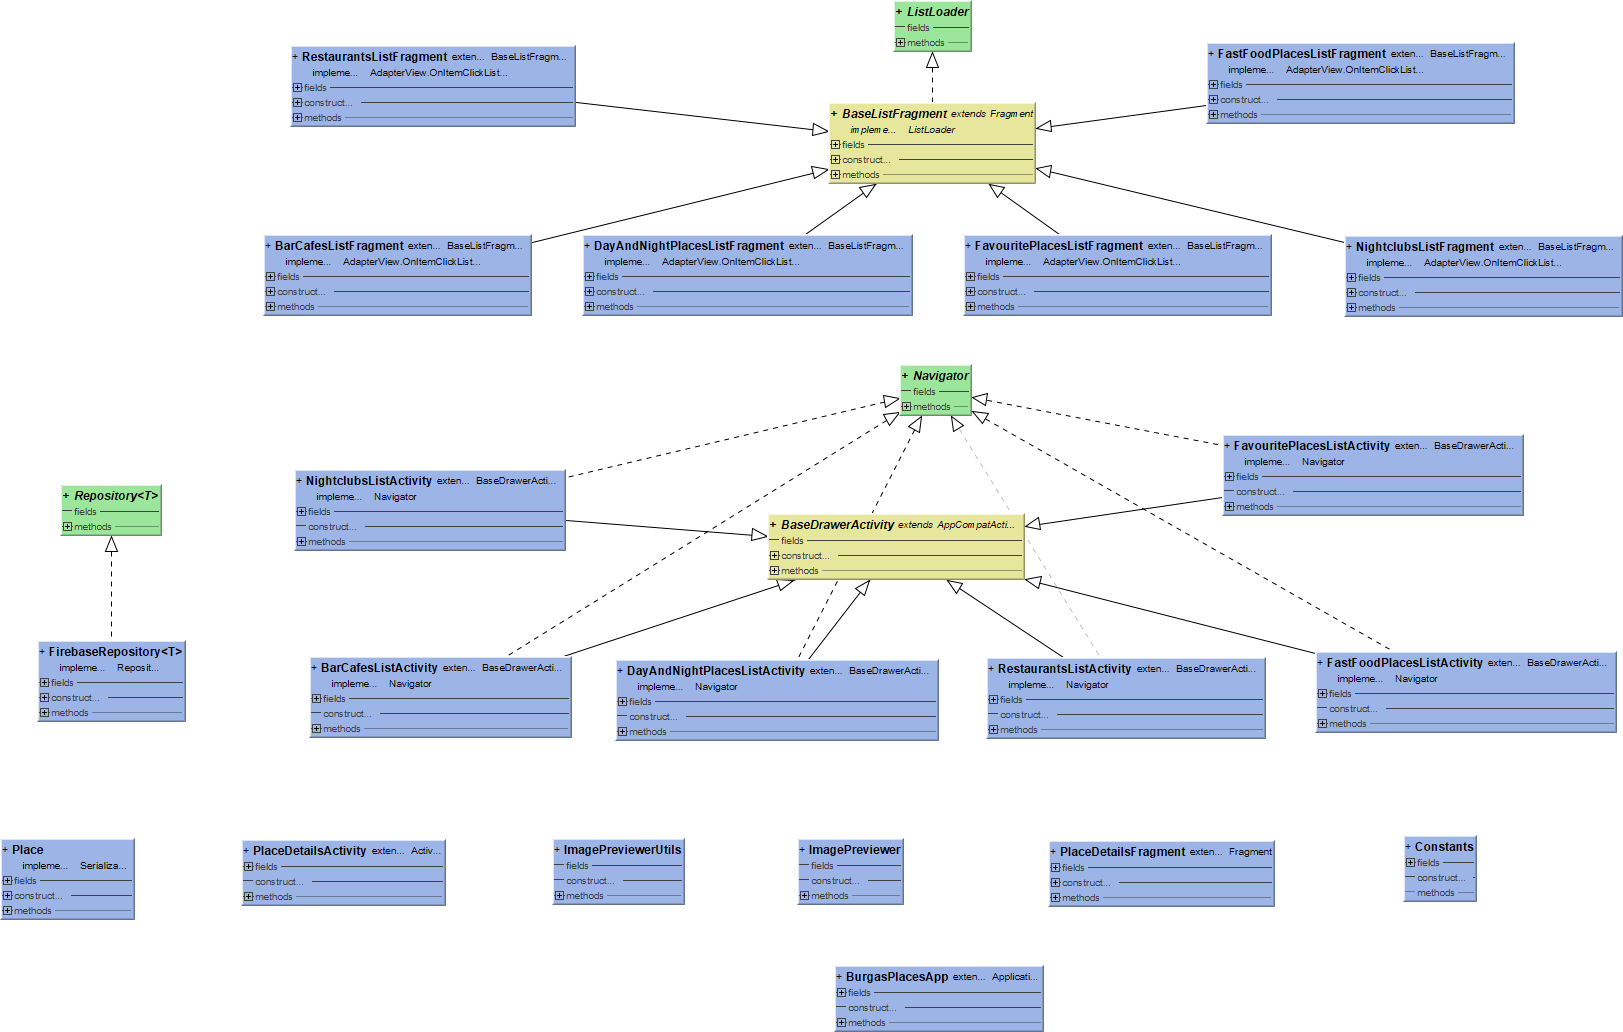 + ListLoader
fields
methods
+ RestaurantsListFragment exten... BaseListFragm...
impleme... AdapterView.OnItemClickList...
fields
construct...
methods
+ FastFoodPlacesListFragment exten... BaseListFragm...
impleme... AdapterView.OnItemClickList...
fields
construct...
methods
+ BaseListFragment extends Fragment
impleme... ListLoader
fields
construct...
methods
+ BarCafesListFragment exten... BaseListFragm...
impleme... AdapterView.OnItemClickList...
fields
construct...
methods
+ DayAndNightPlacesListFragment exten... BaseListFragm...
impleme... AdapterView.OnItemClickList...
fields
construct...
methods
+ FavouritePlacesListFragment exten... BaseListFragm...
impleme... AdapterView.OnItemClickList...
fields
construct...
methods
+ NightclubsListFragment exten... BaseListFragm...
impleme... AdapterView.OnItemClickList...
fields
construct...
methods
+ Navigator
fields
methods
+ FavouritePlacesListActivity exten... BaseDrawerActi...
impleme... Navigator
fields
construct...
methods
+ NightclubsListActivity exten... BaseDrawerActi...
impleme... Navigator
fields
construct...
methods
+ Repository<T>
fields
methods
+ BaseDrawerActivity extends AppCompatActi...
fields
construct...
methods
+ FirebaseRepository<T>
impleme... Reposit...
fields
construct...
methods
+ BarCafesListActivity exten... BaseDrawerActi...
impleme... Navigator
fields
construct...
methods
+ DayAndNightPlacesListActivity exten... BaseDrawerActi...
impleme... Navigator
fields
construct...
methods
+ RestaurantsListActivity exten... BaseDrawerActi...
impleme... Navigator
fields
construct...
methods
+ FastFoodPlacesListActivity exten... BaseDrawerActi...
impleme... Navigator
fields
construct...
methods
+ Place
impleme... Serializa...
fields
construct...
methods
+ PlaceDetailsActivity exten... Activ...
fields
construct...
methods
+ ImagePreviewerUtils
fields
construct...
methods
+ ImagePreviewer
fields
construct...
methods
+ PlaceDetailsFragment exten... Fragment
fields
construct...
methods
+ Constants
fields
construct...
methods
+ BurgasPlacesApp exten... Applicati...
fields
construct...
methods